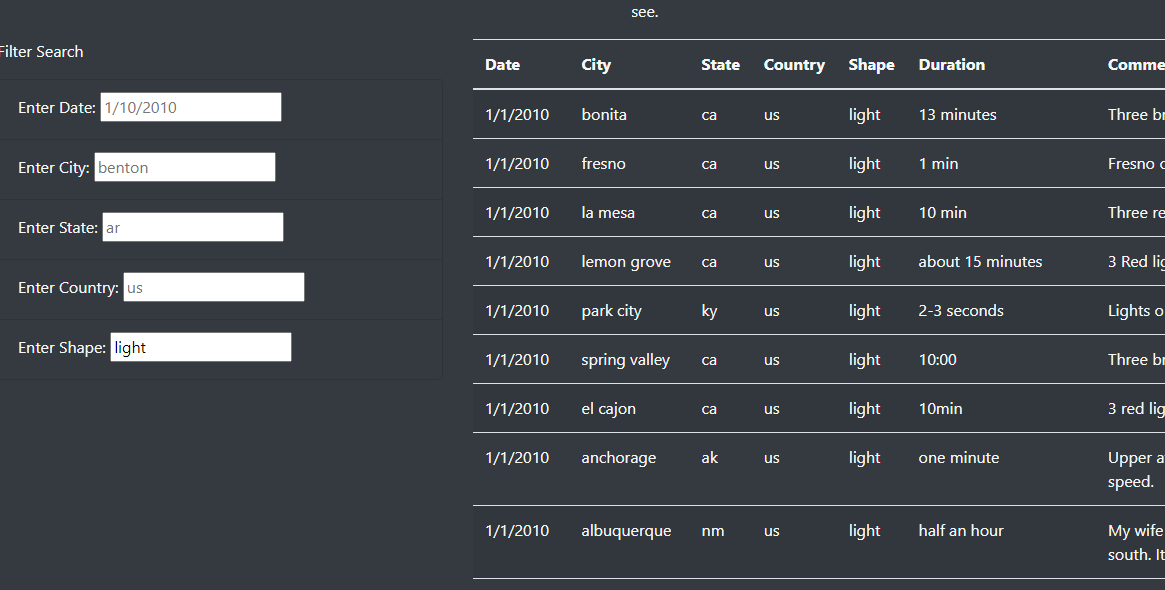 see.
Filter Search
Enter Date: 1/10/2010
Enter City: benton
Enter State: ar
Enter Country: us
Enter Shape: light
Date City State Country Shape Duration
1/1/2010 bonita ca us light 13 minutes Three
1/1/2010 fresno ca us light 1 min Fresno
1/1/2010 la mesa ca us light 10 min Three
1/1/2010 lemon grove ca us light about 15 minutes 3 Red
1/1/2010 park city ky us light 2-3 seconds Lights
1/1/2010 spring valley ca us light 10:00 Three
1/1/2010 el cajon ca us light 10min 3 red
1/1/2010 anchorage ak us light one minute Upper
speed.
1/1/2010 albuquerque nm us light half an hour My wife
south. It